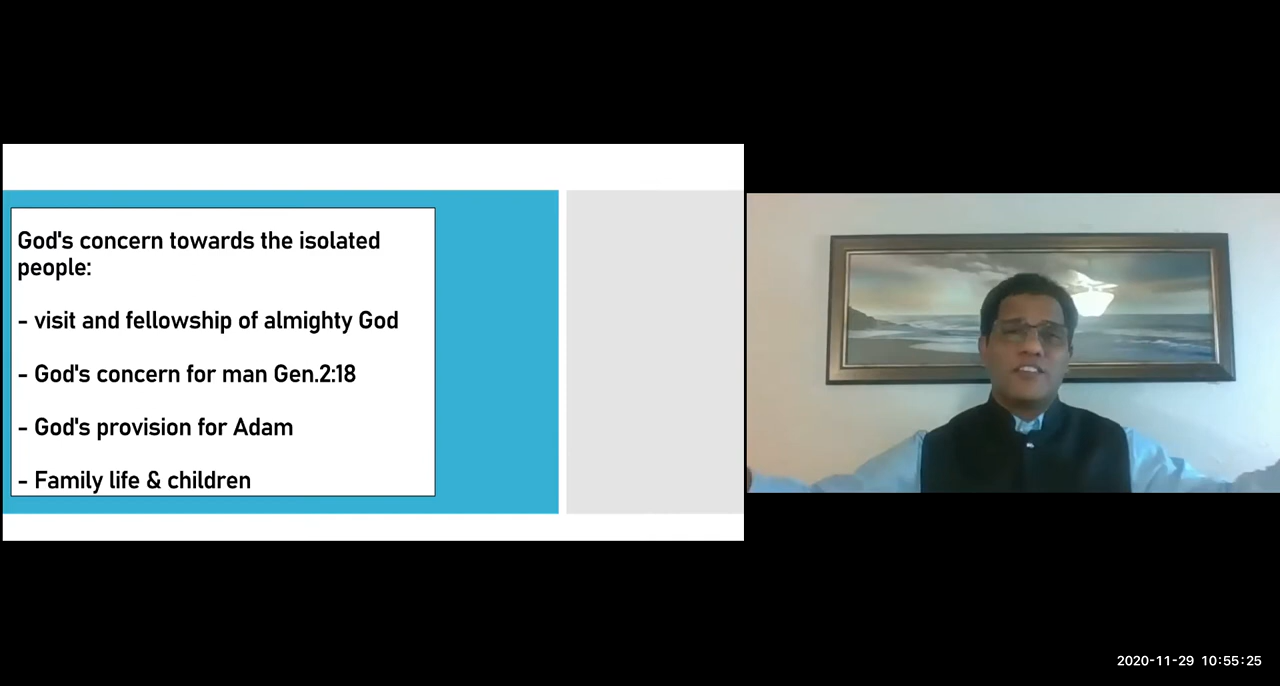 God's concern towards the isolated
people:
- visit and fellowship of almighty God
- God's concern for man Gen.2:18
- God's provision for Adam
- Family life & children
2020-11-29 10:55:25